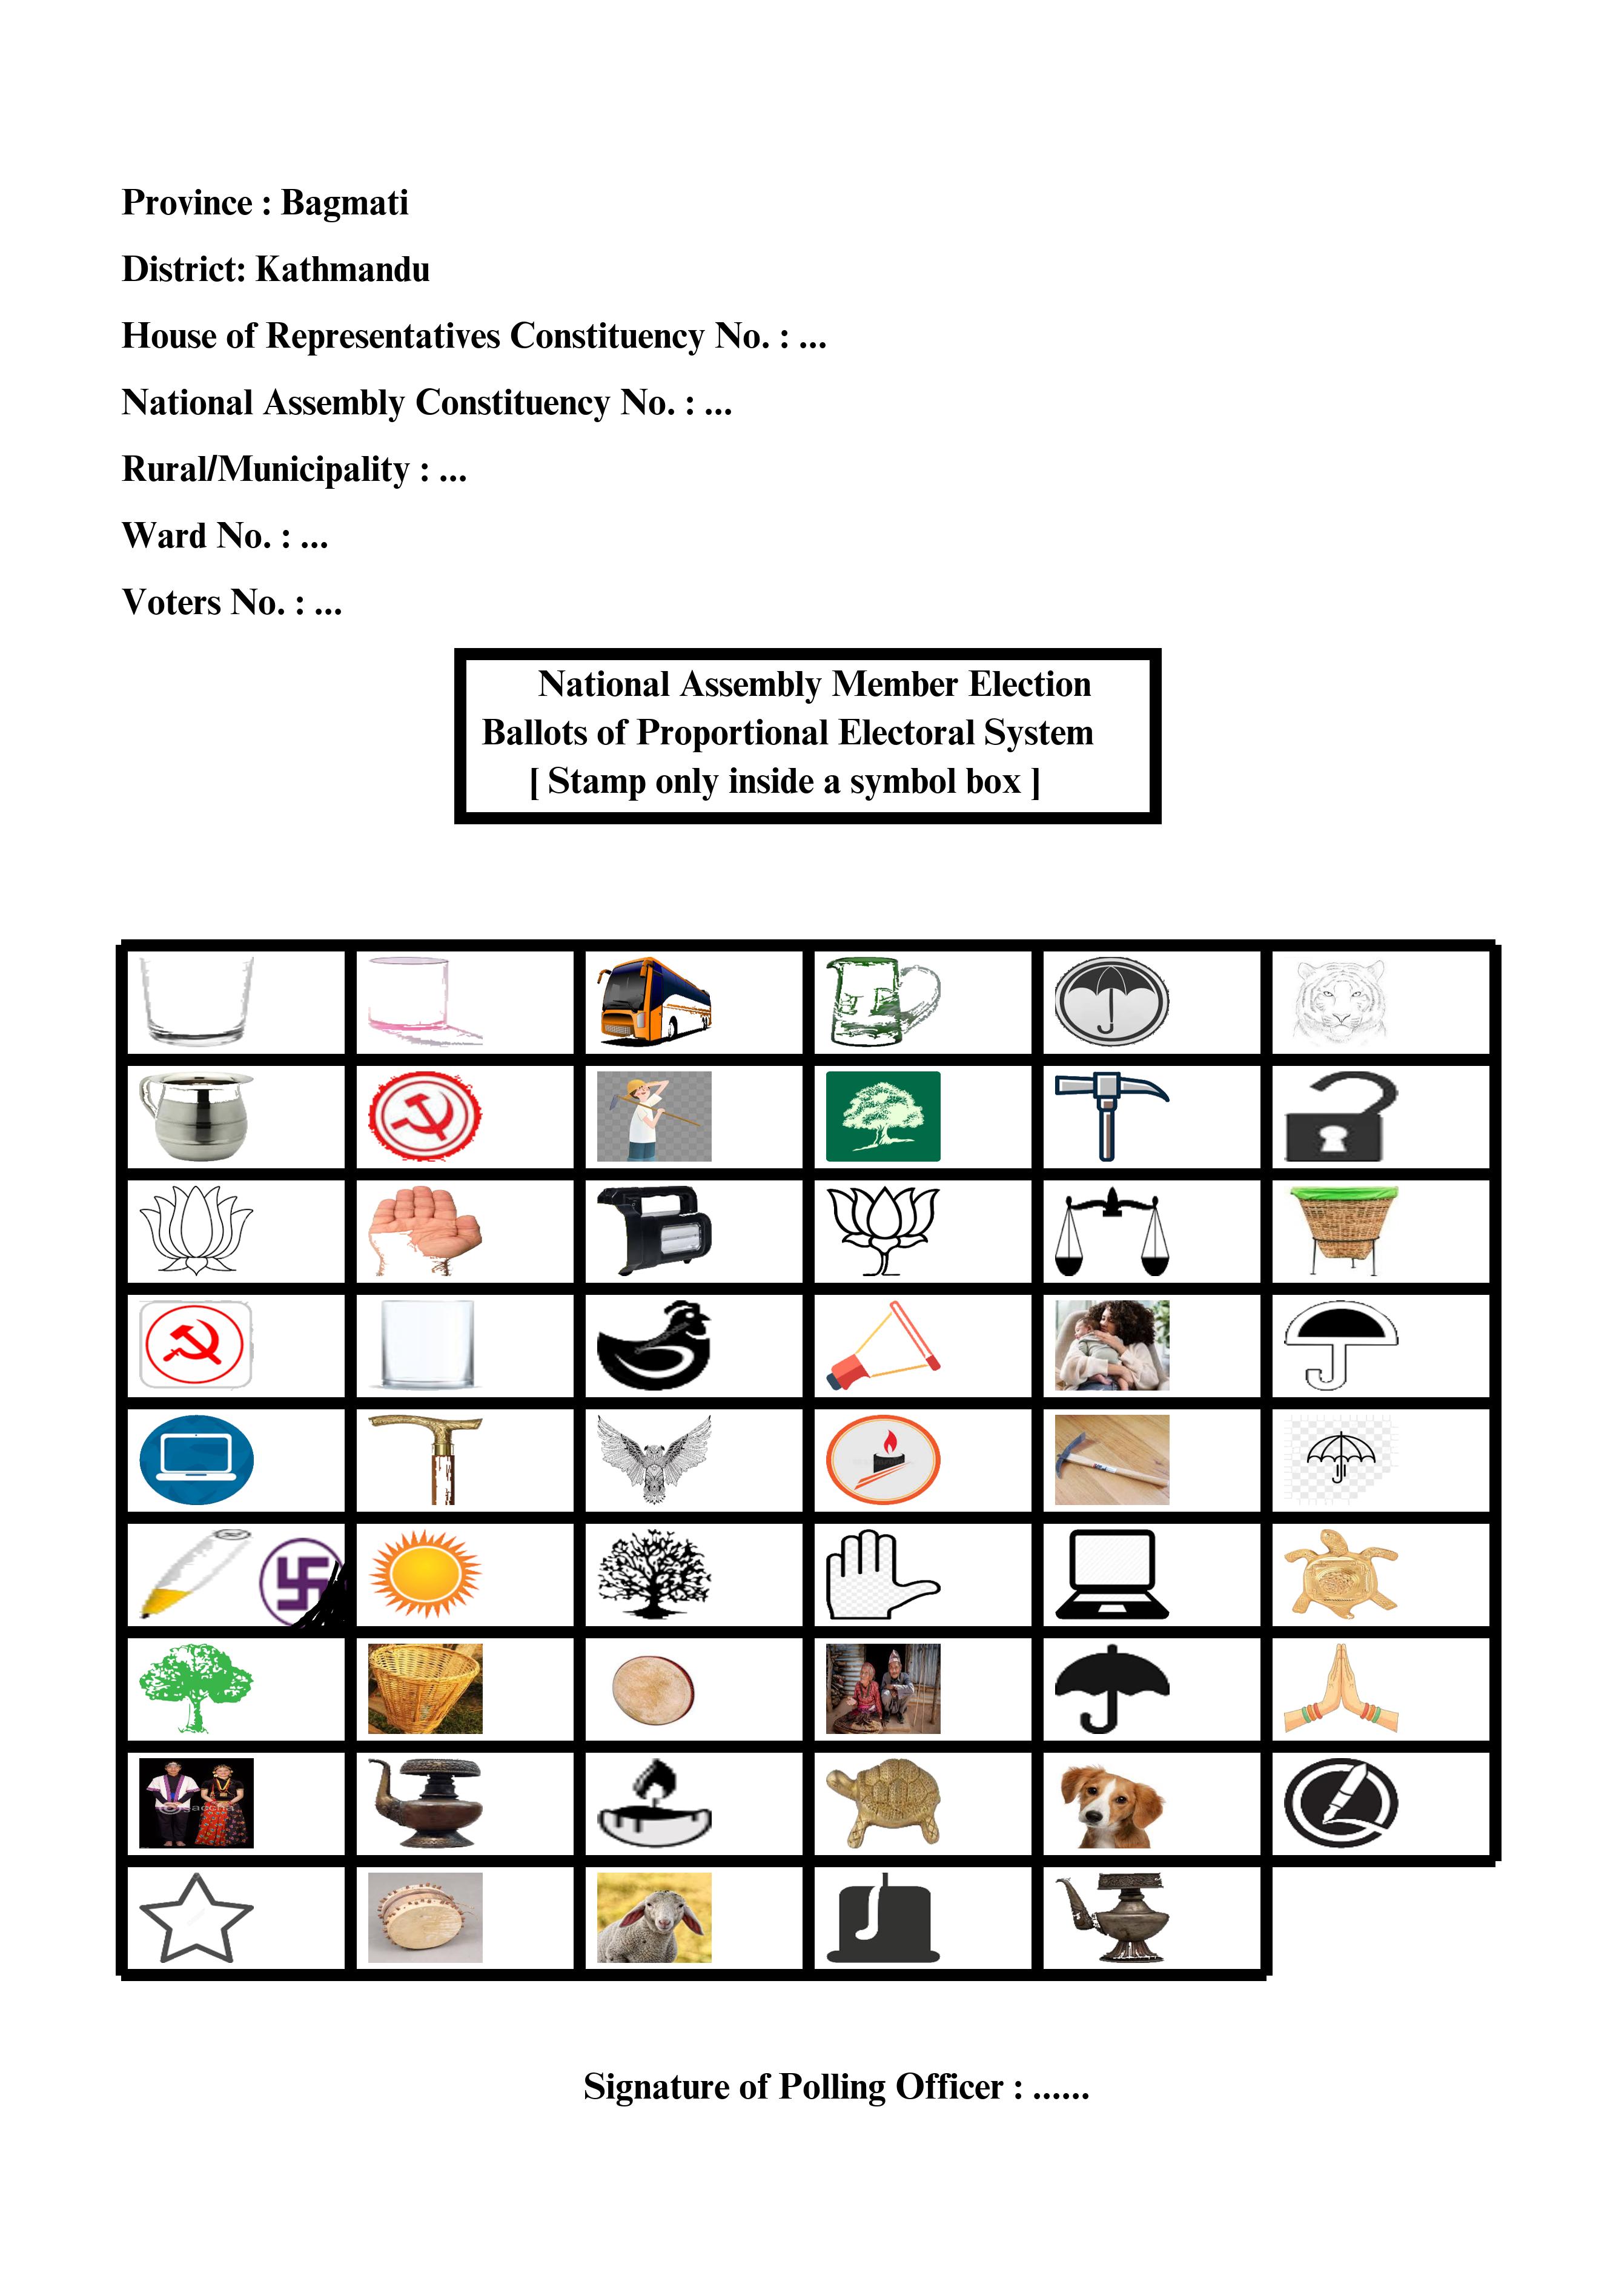 Province : Bagmati
District: Kathmandu
House of Representatives Constituency No. : ...
National Assembly Constituency No. : ...
Rural/Municipality : ...
Ward No. : ...
Voters No. : ...
National Assembly Member Election
Ballots of Proportional Electoral System
[ Stamp only inside a symbol box ]
Signature of Polling Officer : ......